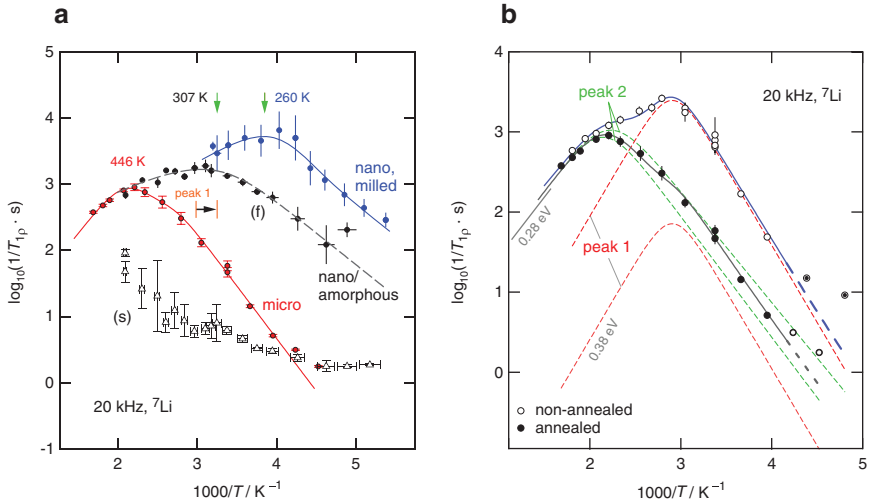 a
5
4
3
2
1
0
-1
2
3
4
5
log10(1/T1ρ · s)
1000/T / K−1
307 K
260 K
446 K
nano,
milled
peak 1
(f)
nano/
amorphous
micro
(s)
20 kHz, 7Li
b
5
4
3
2
1
0
1
2
3
4
5
log10(1/T1ρ · s)
1000/T / K−1
peak 2
20 kHz, 7Li
0.28 eV
peak 1
0.38 eV
non-annealed
annealed